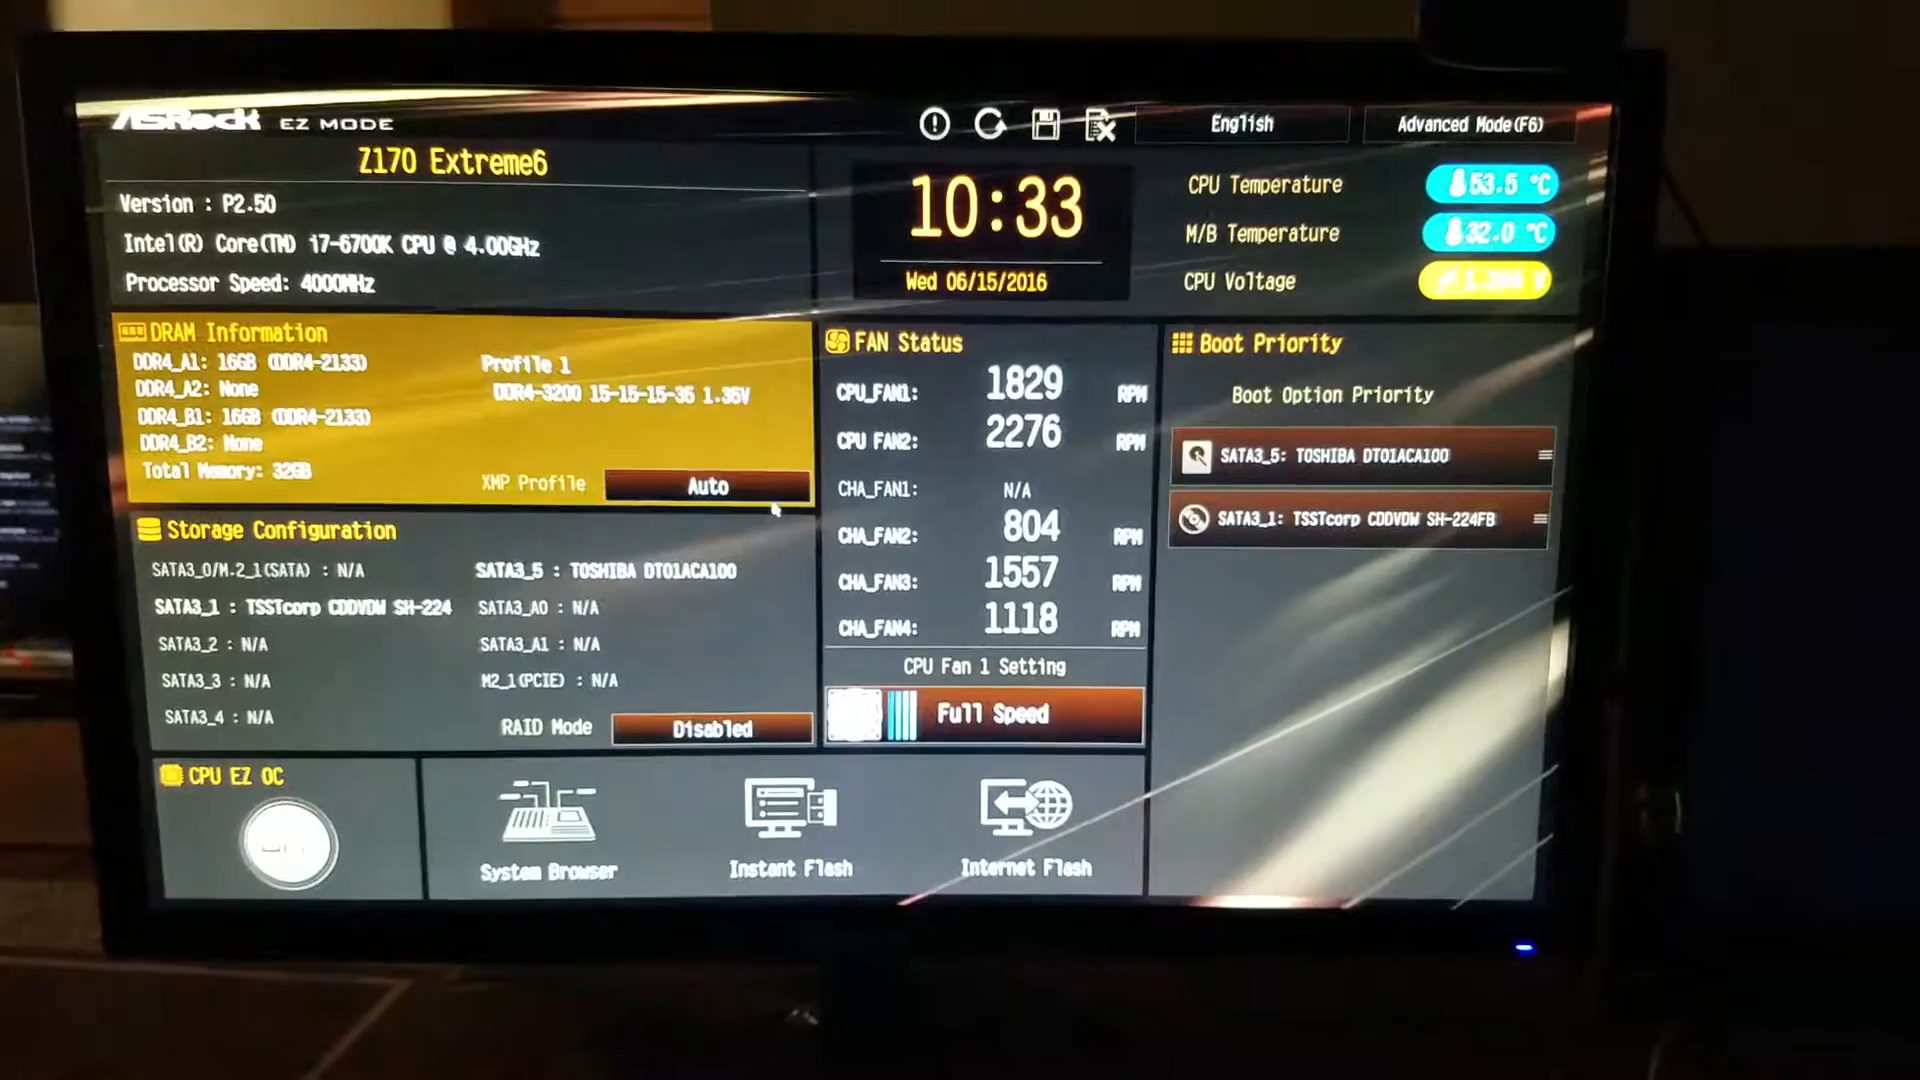 ASRock EZ MODE
English
Advanced Mode(F6)
Z170 Extreme6
Version : P2.50
Intel(R) Core(TM) i7-6700K CPU @ 4.00GHz
Processor Speed: 4000MHz
10:33
Wed 06/15/2016
CPU Temperature 53.5 °C
M/B Temperature 32.0 °C
CPU Voltage
DRAM Information
DDR4_A1: 16GB (DDR4-2133)
DDR4_A2: None
DDR4_B1: 16GB (DDR4-2133)
DDR4_B2: None
Total Memory: 32GB
Profile 1
DDR4-3200 15-15-15-35 1.35V
XMP Profile Auto
Storage Configuration
SATA3_0/M.2_1(SATA) : N/A
SATA3_1 : TSSTcorp CDDVDW SH-224
SATA3_2 : N/A
SATA3_3 : N/A
SATA3_4 : N/A
SATA3_5 : TOSHIBA DT01ACA100
SATA3_A0 : N/A
SATA3_A1 : N/A
M2_1(PCIE) : N/A
RAID Mode Disabled
FAN Status
CPU_FAN1: 1829 RPM
CPU FAN2: 2276 RPM
CHA_FAN1: N/A
CHA_FAN2: 804 RPM
CHA_FAN3: 1557 RPM
CHA_FAN4: 1118 RPM
CPU Fan 1 Setting
Full Speed
Boot Priority
Boot Option Priority
SATA3_5: TOSHIBA DT01ACA100
SATA3_1: TSSTcorp CDDVDW SH-224FB
CPU EZ OC
System Browser
Instant Flash
Internet Flash